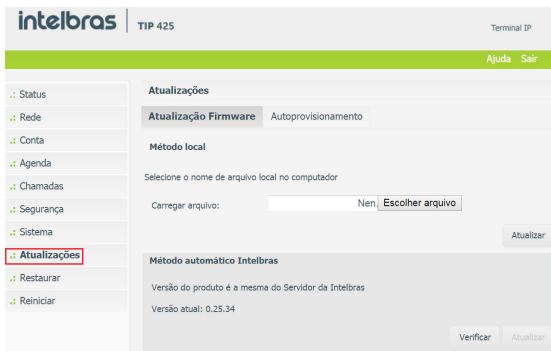 intelbras TIP 425
Terminal IP
Ajuda Sair
.: Status
.: Rede
.: Conta
.: Agenda
.: Chamadas
.: Segurança
.: Sistema
.: Atualizações
.: Restaurar
.: Reiniciar
Atualizações
Atualização Firmware Autoprovisionamento
Método local
Selecione o nome de arquivo local no computador
Carregar arquivo: Nen. Escolher arquivo
Atualizar
Método automático Intelbras
Versão do produto é a mesma do Servidor da Intelbras
Versão atual: 0.25.34
Verificar Atualizar